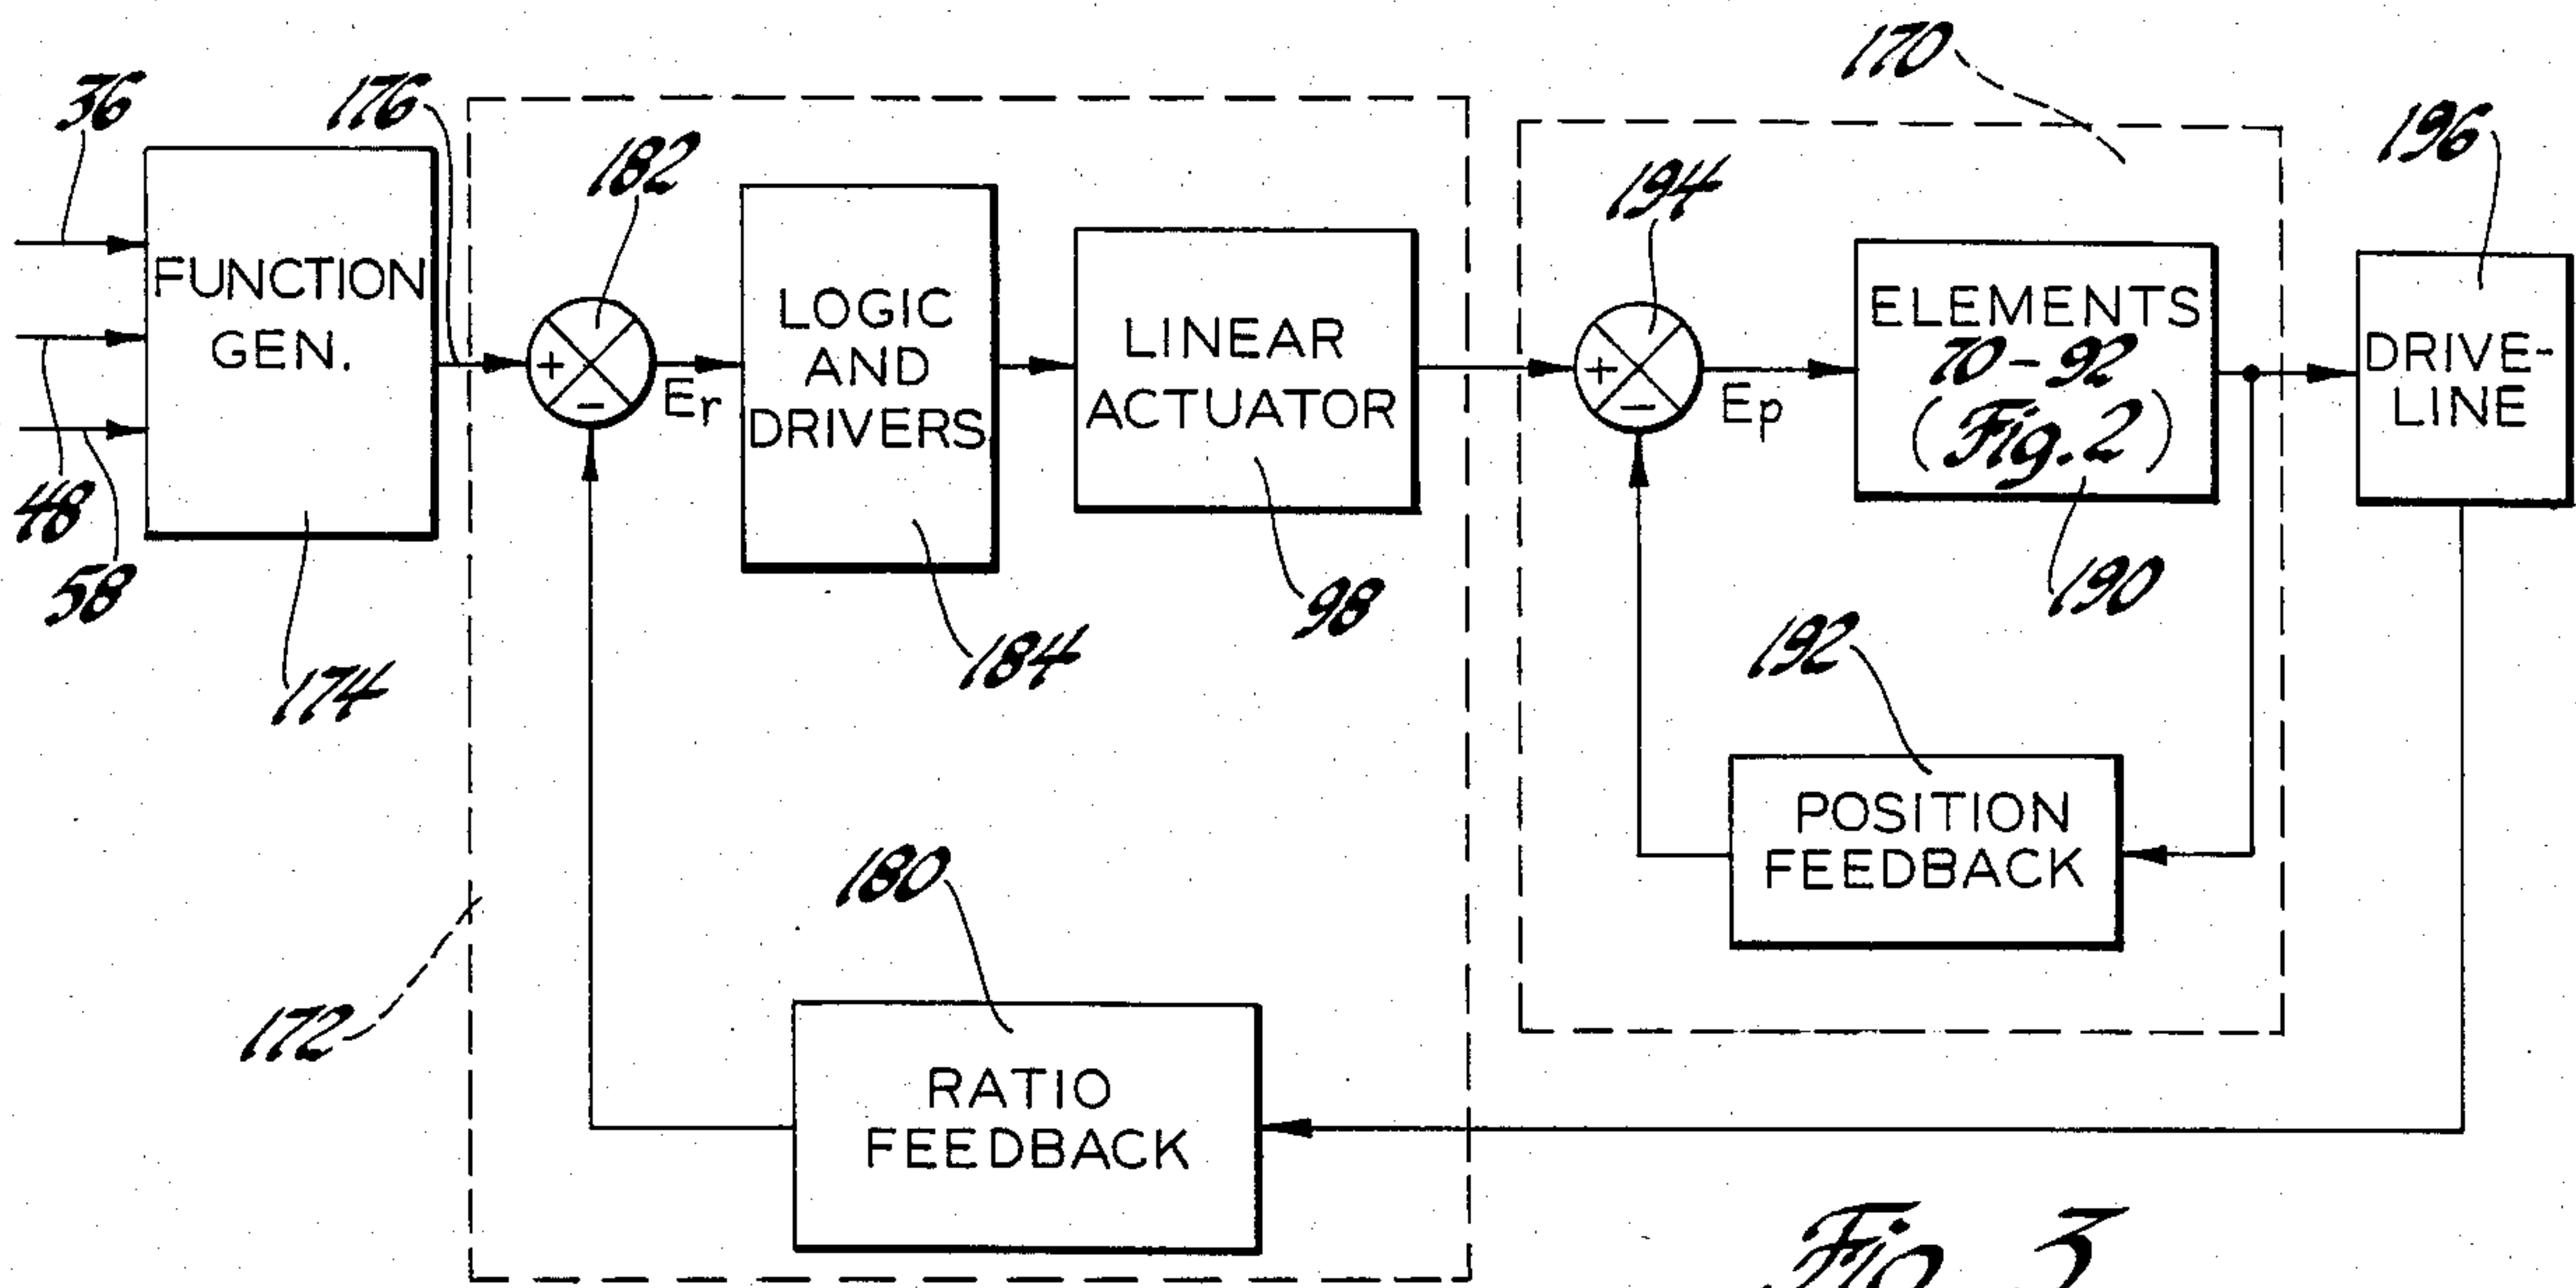 36
176
182
170
194
196
FUNCTION
GEN.
LOGIC
AND
DRIVERS
LINEAR
ACTUATOR
ELEMENTS
70-92
(Fig. 2)
DRIVE-
LINE
+
-
Er
+
-
Ep
48
58
174
184
98
190
192
POSITION
FEEDBACK
180
172
RATIO
FEEDBACK
Fig. 3